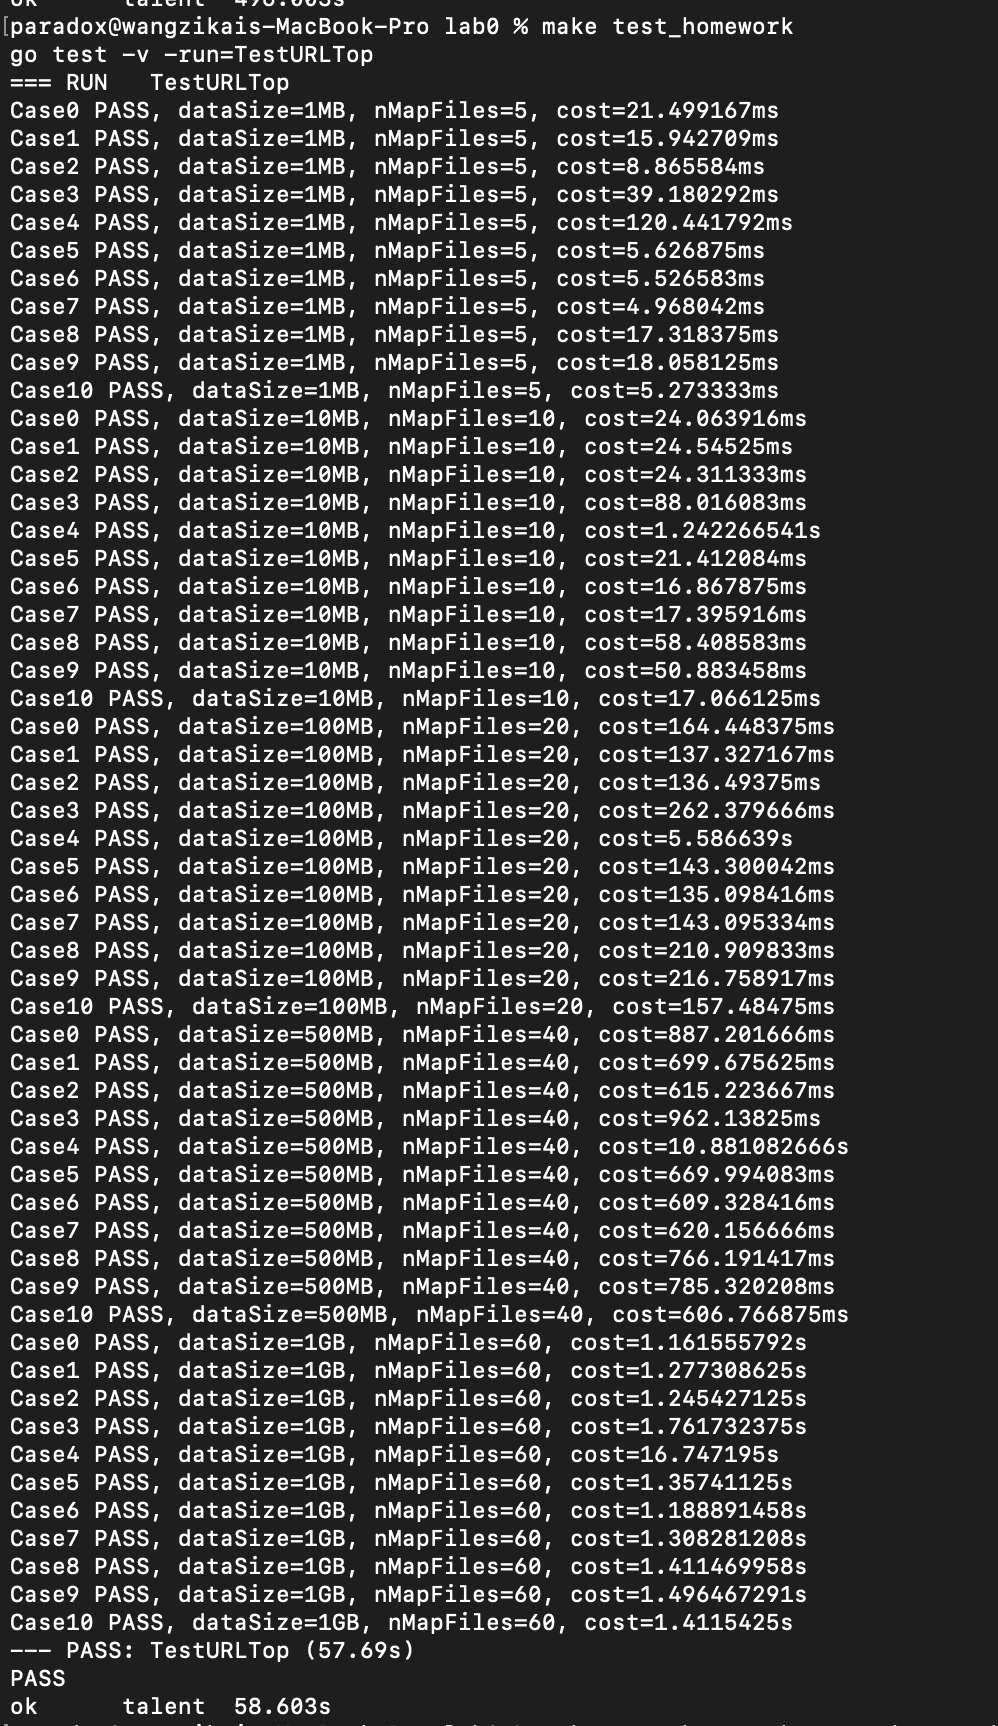 ok      talent  496.003s
[paradox@wangzikais-MacBook-Pro lab0 % make test_homework
go test -v -run=TestURLTop
=== RUN   TestURLTop
Case0 PASS, dataSize=1MB, nMapFiles=5, cost=21.499167ms
Case1 PASS, dataSize=1MB, nMapFiles=5, cost=15.942709ms
Case2 PASS, dataSize=1MB, nMapFiles=5, cost=8.865584ms
Case3 PASS, dataSize=1MB, nMapFiles=5, cost=39.180292ms
Case4 PASS, dataSize=1MB, nMapFiles=5, cost=120.441792ms
Case5 PASS, dataSize=1MB, nMapFiles=5, cost=5.626875ms
Case6 PASS, dataSize=1MB, nMapFiles=5, cost=5.526583ms
Case7 PASS, dataSize=1MB, nMapFiles=5, cost=4.968042ms
Case8 PASS, dataSize=1MB, nMapFiles=5, cost=17.318375ms
Case9 PASS, dataSize=1MB, nMapFiles=5, cost=18.058125ms
Case10 PASS, dataSize=1MB, nMapFiles=5, cost=5.273333ms
Case0 PASS, dataSize=10MB, nMapFiles=10, cost=24.063916ms
Case1 PASS, dataSize=10MB, nMapFiles=10, cost=24.54525ms
Case2 PASS, dataSize=10MB, nMapFiles=10, cost=24.311333ms
Case3 PASS, dataSize=10MB, nMapFiles=10, cost=88.016083ms
Case4 PASS, dataSize=10MB, nMapFiles=10, cost=1.242266541s
Case5 PASS, dataSize=10MB, nMapFiles=10, cost=21.412084ms
Case6 PASS, dataSize=10MB, nMapFiles=10, cost=16.867875ms
Case7 PASS, dataSize=10MB, nMapFiles=10, cost=17.395916ms
Case8 PASS, dataSize=10MB, nMapFiles=10, cost=58.408583ms
Case9 PASS, dataSize=10MB, nMapFiles=10, cost=50.883458ms
Case10 PASS, dataSize=10MB, nMapFiles=10, cost=17.066125ms
Case0 PASS, dataSize=100MB, nMapFiles=20, cost=164.448375ms
Case1 PASS, dataSize=100MB, nMapFiles=20, cost=137.327167ms
Case2 PASS, dataSize=100MB, nMapFiles=20, cost=136.49375ms
Case3 PASS, dataSize=100MB, nMapFiles=20, cost=262.379666ms
Case4 PASS, dataSize=100MB, nMapFiles=20, cost=5.586639s
Case5 PASS, dataSize=100MB, nMapFiles=20, cost=143.300042ms
Case6 PASS, dataSize=100MB, nMapFiles=20, cost=135.098416ms
Case7 PASS, dataSize=100MB, nMapFiles=20, cost=143.095334ms
Case8 PASS, dataSize=100MB, nMapFiles=20, cost=210.909833ms
Case9 PASS, dataSize=100MB, nMapFiles=20, cost=216.758917ms
Case10 PASS, dataSize=100MB, nMapFiles=20, cost=157.48475ms
Case0 PASS, dataSize=500MB, nMapFiles=40, cost=887.201666ms
Case1 PASS, dataSize=500MB, nMapFiles=40, cost=699.675625ms
Case2 PASS, dataSize=500MB, nMapFiles=40, cost=615.223667ms
Case3 PASS, dataSize=500MB, nMapFiles=40, cost=962.13825ms
Case4 PASS, dataSize=500MB, nMapFiles=40, cost=10.881082666s
Case5 PASS, dataSize=500MB, nMapFiles=40, cost=669.994083ms
Case6 PASS, dataSize=500MB, nMapFiles=40, cost=609.328416ms
Case7 PASS, dataSize=500MB, nMapFiles=40, cost=620.156666ms
Case8 PASS, dataSize=500MB, nMapFiles=40, cost=766.191417ms
Case9 PASS, dataSize=500MB, nMapFiles=40, cost=785.320208ms
Case10 PASS, dataSize=500MB, nMapFiles=40, cost=606.766875ms
Case0 PASS, dataSize=1GB, nMapFiles=60, cost=1.161555792s
Case1 PASS, dataSize=1GB, nMapFiles=60, cost=1.277308625s
Case2 PASS, dataSize=1GB, nMapFiles=60, cost=1.245427125s
Case3 PASS, dataSize=1GB, nMapFiles=60, cost=1.761732375s
Case4 PASS, dataSize=1GB, nMapFiles=60, cost=16.747195s
Case5 PASS, dataSize=1GB, nMapFiles=60, cost=1.35741125s
Case6 PASS, dataSize=1GB, nMapFiles=60, cost=1.188891458s
Case7 PASS, dataSize=1GB, nMapFiles=60, cost=1.308281208s
Case8 PASS, dataSize=1GB, nMapFiles=60, cost=1.411469958s
Case9 PASS, dataSize=1GB, nMapFiles=60, cost=1.496467291s
Case10 PASS, dataSize=1GB, nMapFiles=60, cost=1.4115425s
--- PASS: TestURLTop (57.69s)
PASS
ok      talent  58.603s